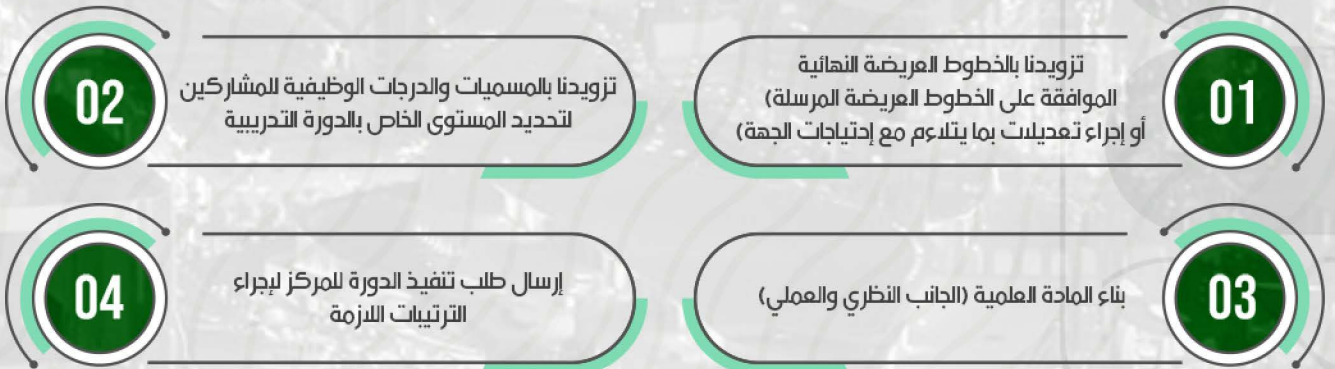 01
تزويدنا بالخطوط العريضة النهائية
الموافقة على الخطوط العريضة المرسلة)
أو إجراء تعديلات بما يتلاءم مع إحتياجات الجهة)
02
تزويدنا بالمسميات والدرجات الوظيفية للمشاركين
لتحديد المستوى الخاص بالدورة التدريبية
03
بناء المادة العلمية (الجانب النظري والعملي)
04
إرسال طلب تنفيذ الدورة للمركز لإجراء
الترتيبات اللازمة